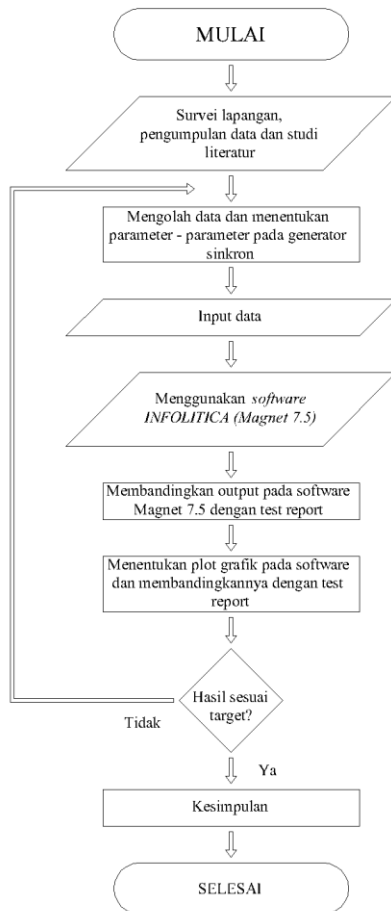 MULAI
Survei lapangan,
pengumpulan data dan studi
literatur
Mengolah data dan menentukan
parameter - parameter pada generator
sinkron
Input data
Menggunakan software
INFOLITICA (Magnet 7.5)
Membandingkan output pada software
Magnet 7.5 dengan test report
Menentukan plot grafik pada software
dan membandingkannya dengan test
report
Hasil sesuai
target?
Tidak
Ya
Kesimpulan
SELESAI